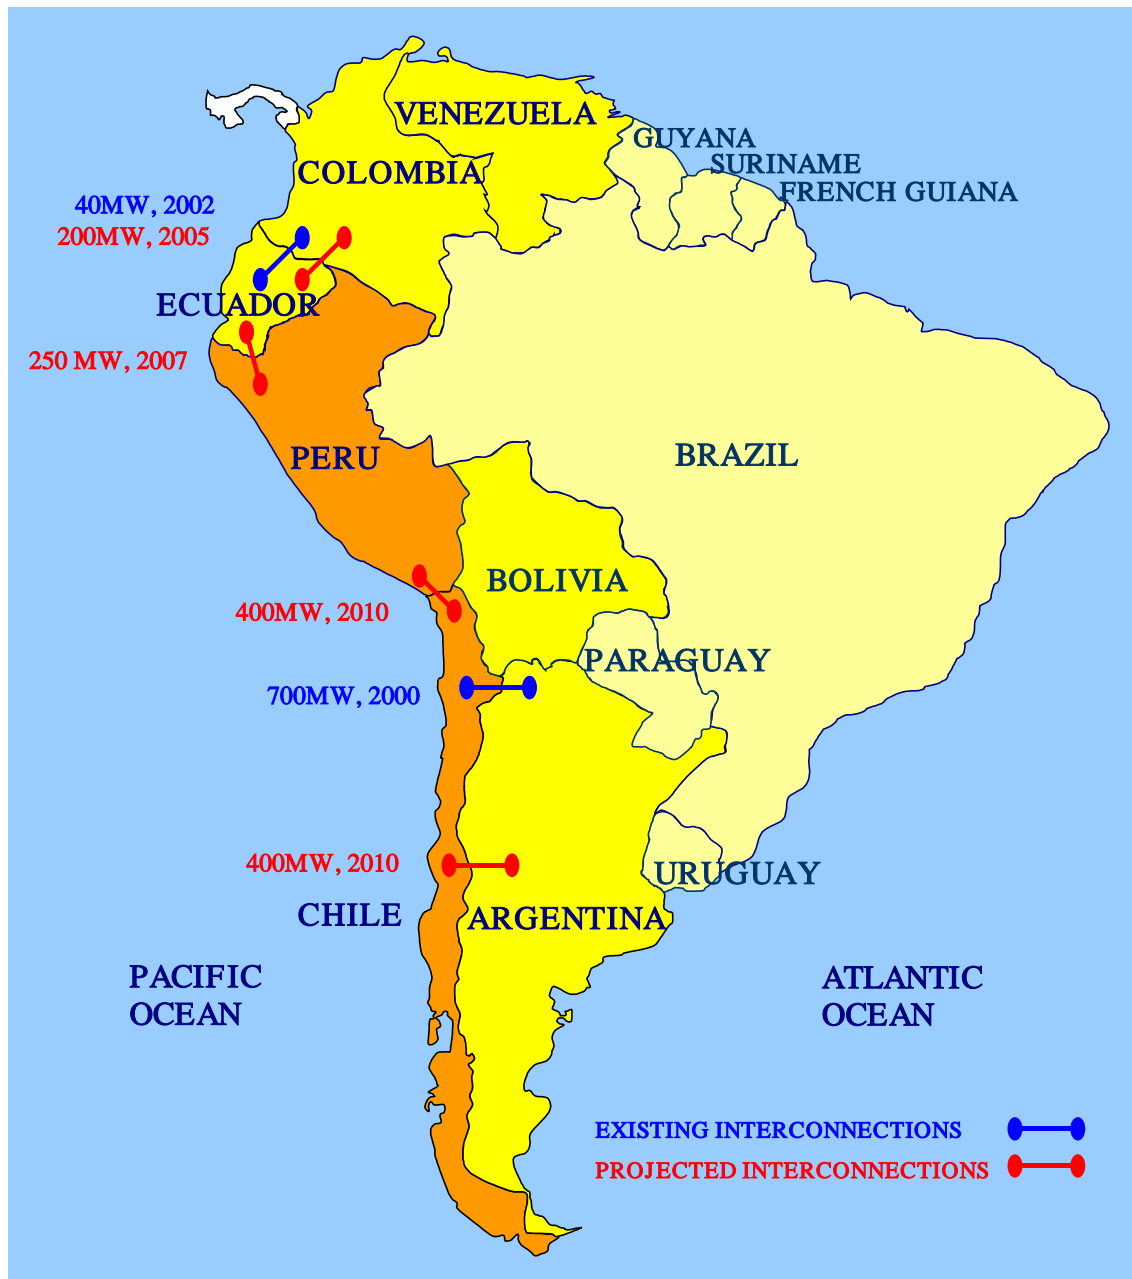 VENEZUELA
GUYANA
SURINAME
COLOMBIA
FRENCH GUIANA
40MW, 2002
200MW, 2005
ECUADOR
250 MW, 2007
PERU
BRAZIL
BOLIVIA
400MW, 2010
PARAGUAY
700MW, 2000
400MW, 2010
URUGUAY
CHILE
ARGENTINA
PACIFIC
OCEAN
ATLANTIC
OCEAN
EXISTING INTERCONNECTIONS
PROJECTED INTERCONNECTIONS